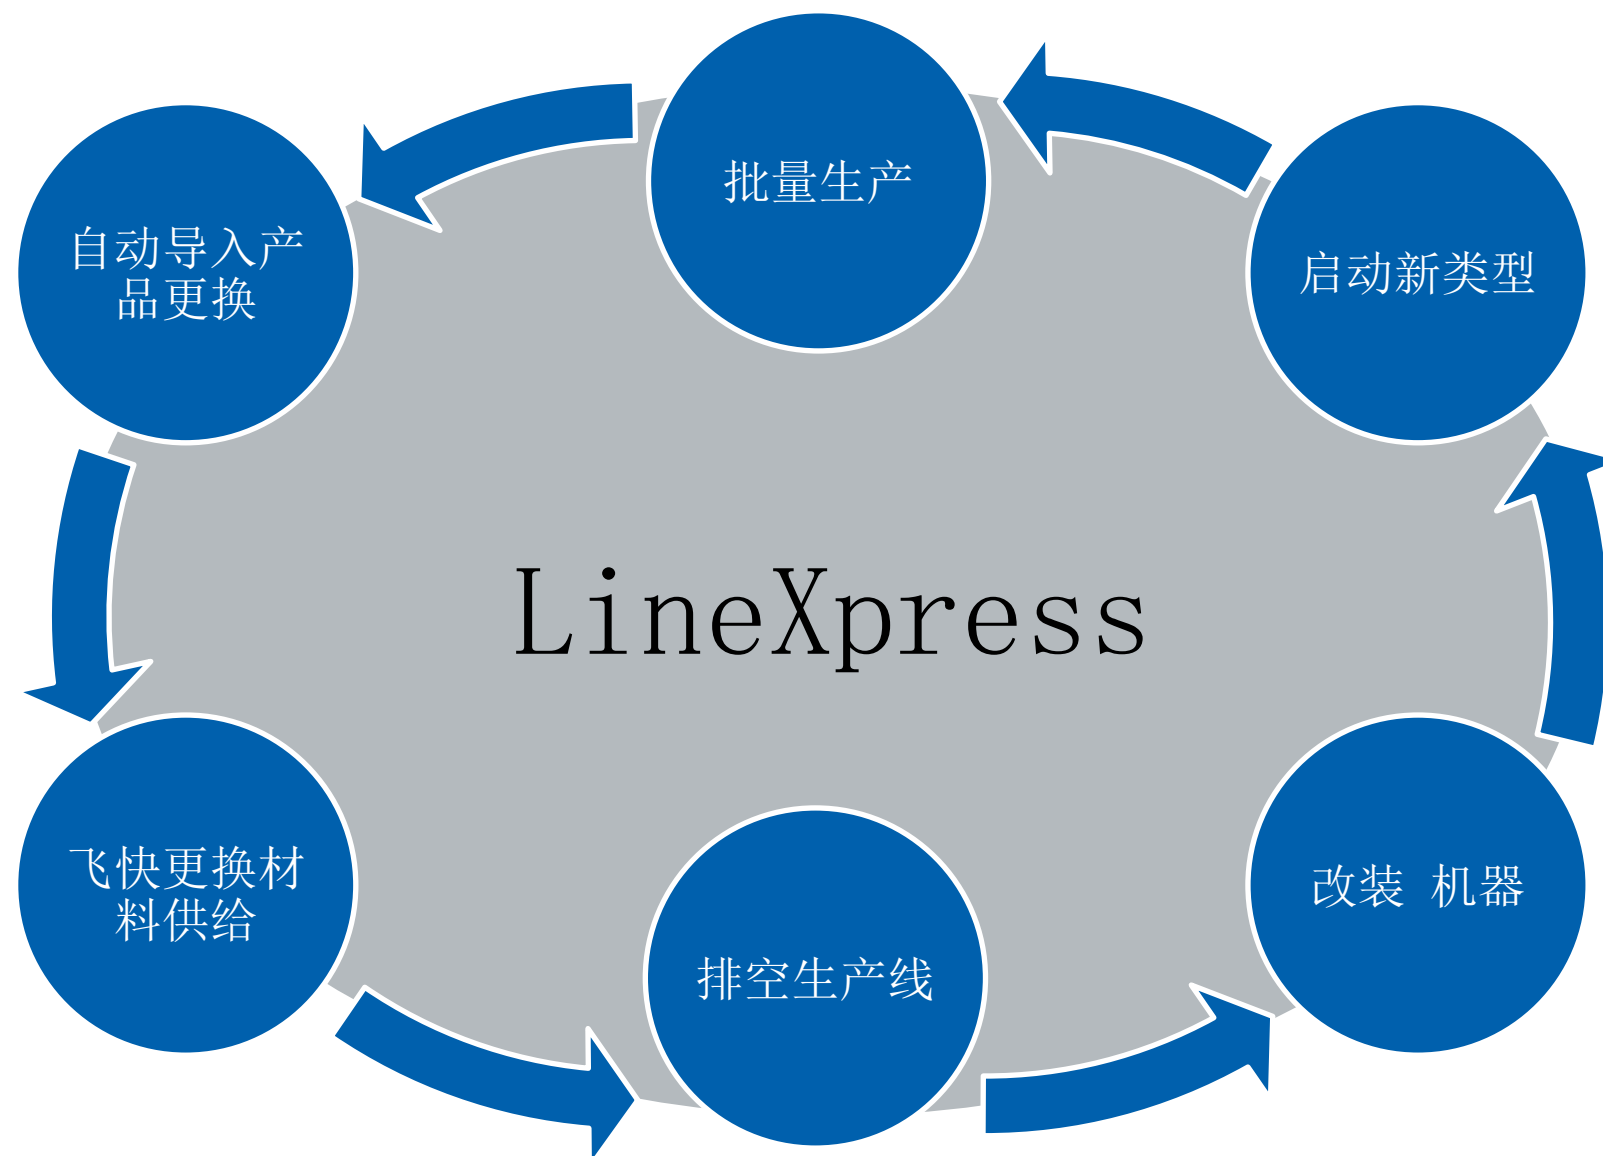 批量生产
自动导入产
品更换
启动新类型
LineXpress
飞快更换材
料供给
改装 机器
排空生产线